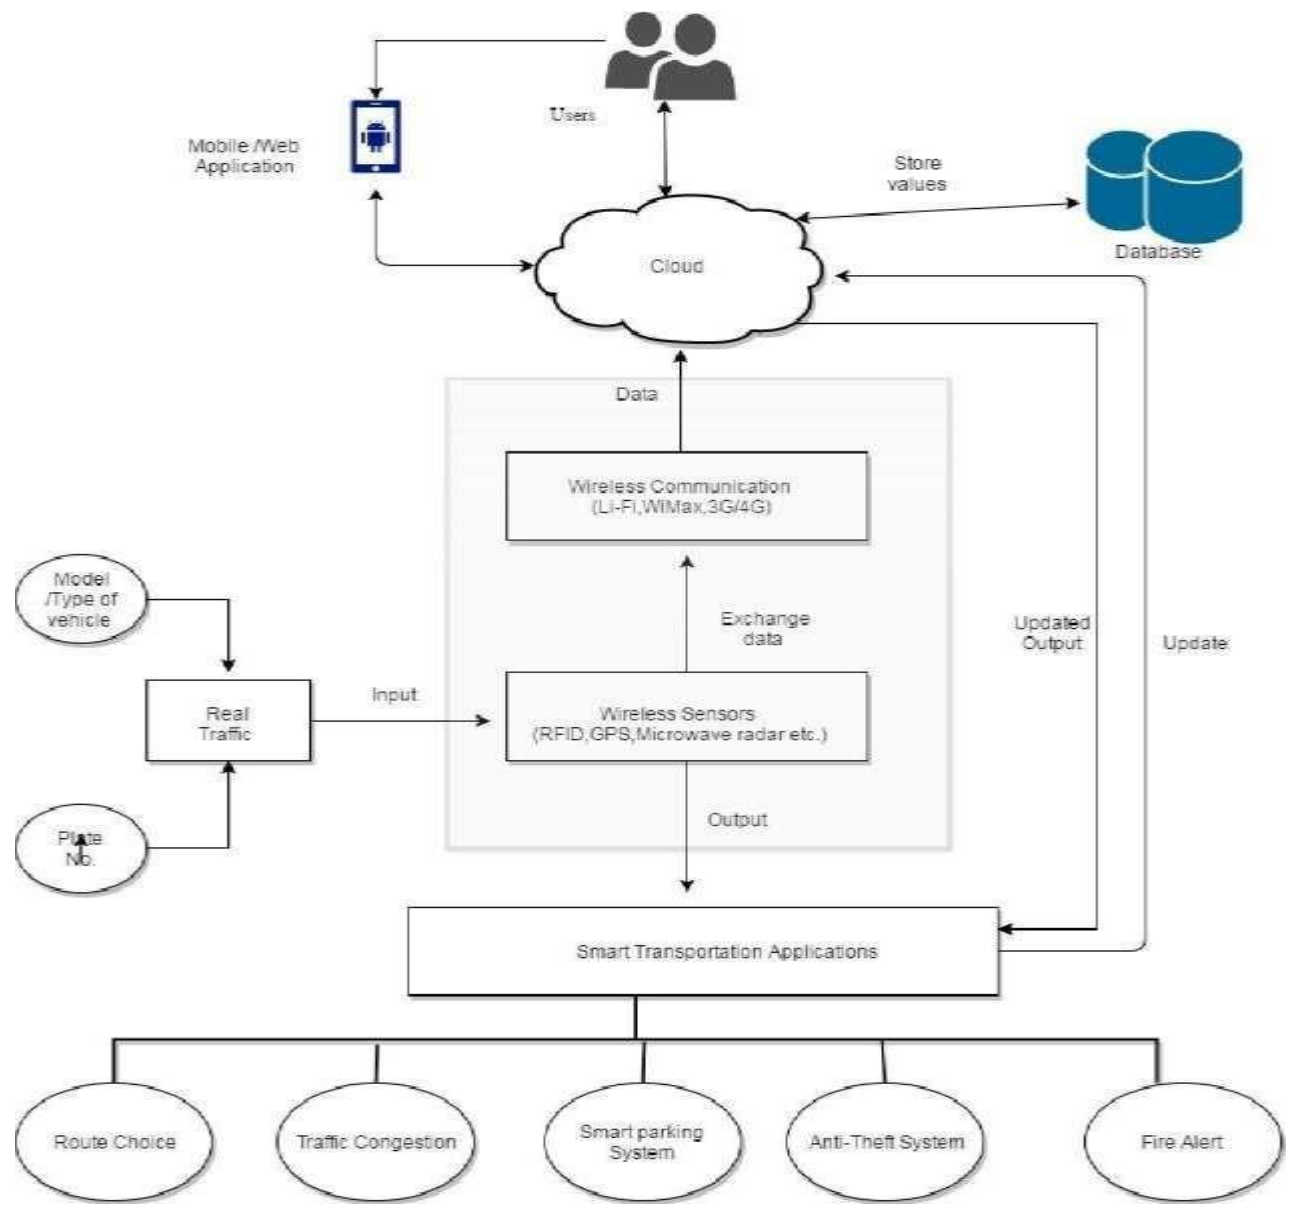 Users
Mobile /Web
Application
Store
values
Database
Cloud
Data
Wireless Communication
(Li-Fi,WiMax,3G/4G)
Model
/Type of
vehicle
Exchange
data
Updated
Output
Update
Input
Real
Traffic
Wireless Sensors
(RFID,GPS,Microwave radar etc.)
Output
Plate
No.
Smart Transportation Applications
Route Choice
Traffic Congestion
Smart parking
System
Anti-Theft System
Fire Alert